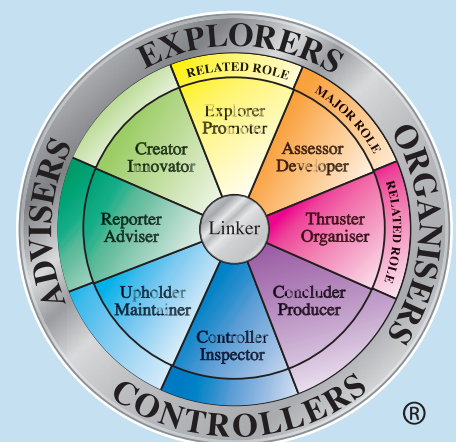 EXPLORERS
RELATED ROLE
MAJOR ROLE
RELATED ROLE
ORGANISERS
CONTROLLERS
ADVISERS
Explorer
Promoter
Assessor
Developer
Thruster
Organiser
Concluder
Producer
Controller
Inspector
Upholder
Maintainer
Reporter
Adviser
Creator
Innovator
Linker
®